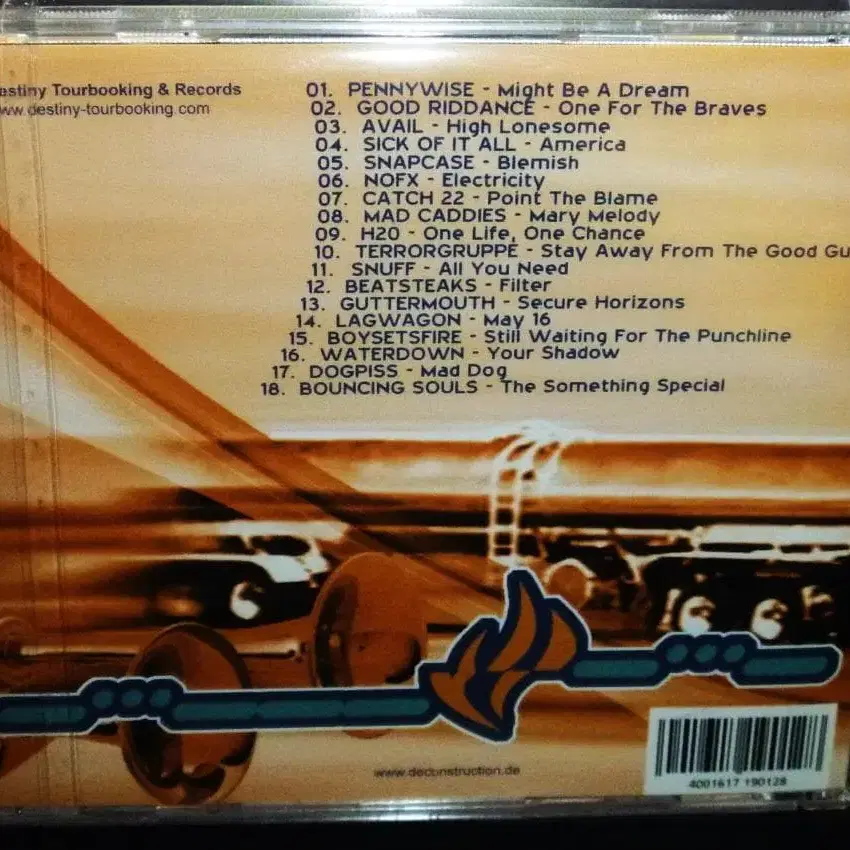 estiny Tourbooking & Records
ww.destiny-tourbooking.com
01. PENNYWISE - Might Be A Dream
02. GOOD RIDDANCE - One For The Braves
03. AVAIL - High Lonesome
04. SICK OF IT ALL - America
05. SNAPCASE - Blemish
06. NOFX - Electricity
07. CATCH 22 - Point The Blame
08. MAD CADDIES - Mary Melody
09. H2O - One Life, One Chance
10. TERRORGRUPPE - Stay Away From The Good Gu
11. SNUFF - All You Need
12. BEATSTEAKS - Filter
13. GUTTERMOUTH - Secure Horizons
14. LAGWAGON - May 16
15. BOYSETSFIRE - Still Waiting For The Punchline
16. WATERDOWN - Your Shadow
17. DOGPISS - Mad Dog
18. BOUNCING SOULS - The Something Special
www.deconstruction.de
4001617 190128